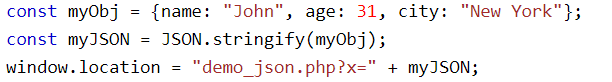 const myObj = {name: "John", age: 31, city: "New York"};
const myJSON = JSON.stringify(myObj);
window.location = "demo_json.php?x=" + myJSON;